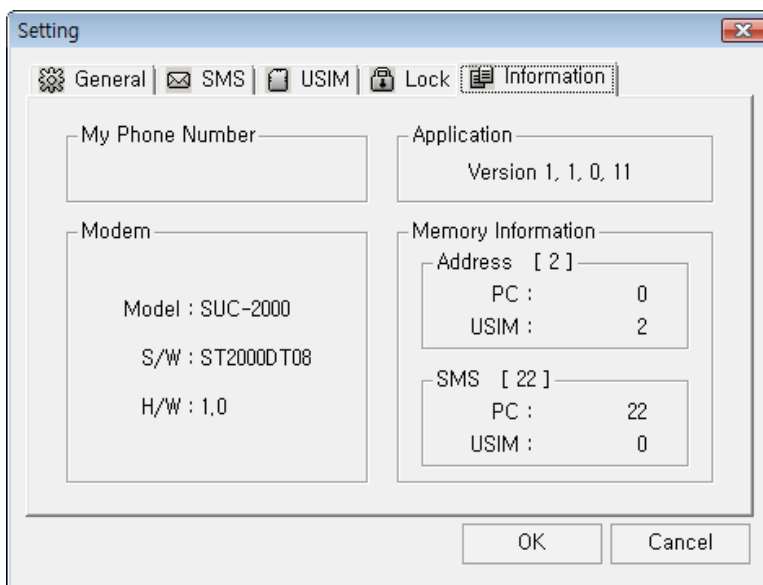 Setting
General
SMS
USIM
Lock
Information
My Phone Number
Application
Version 1, 1, 0, 11
Modem
Model : SUC-2000
S/W : ST2000DT08
H/W : 1.0
Memory Information
Address [ 2 ]
PC : 0
USIM : 2
SMS [ 22 ]
PC : 22
USIM : 0
OK
Cancel